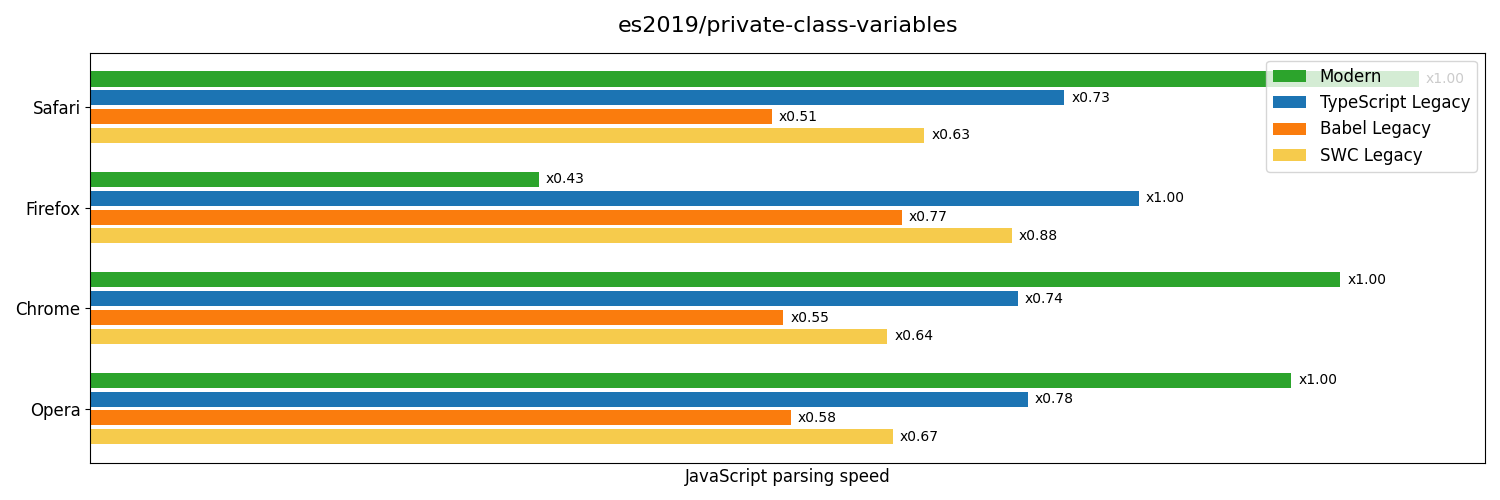 es2019/private-class-variables
Modern
TypeScript Legacy
Babel Legacy
SWC Legacy
Safari
x1.00
x0.73
x0.51
x0.63
Firefox
x0.43
x1.00
x0.77
x0.88
Chrome
x1.00
x0.74
x0.55
x0.64
Opera
x1.00
x0.78
x0.58
x0.67
JavaScript parsing speed